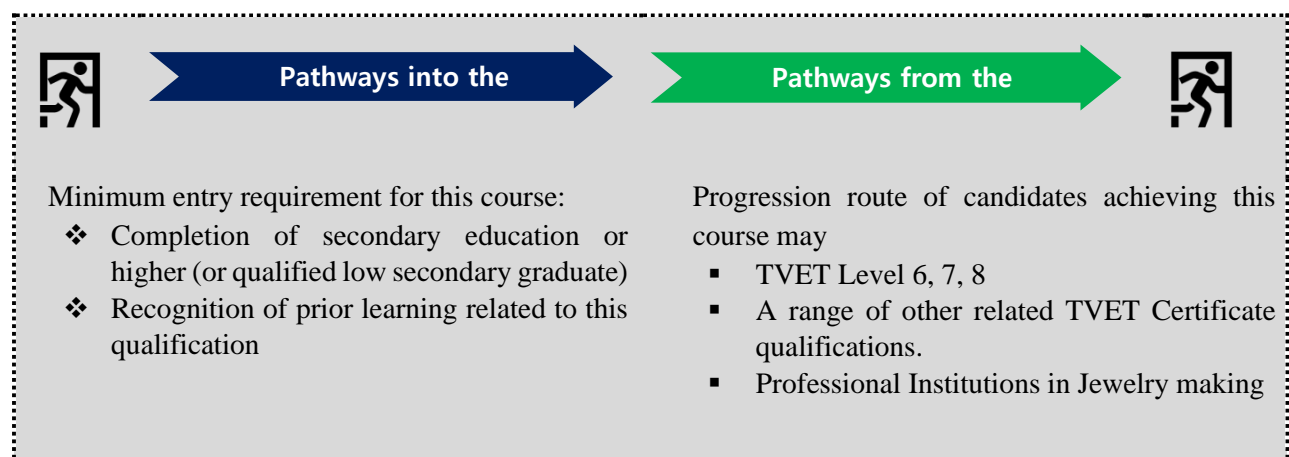 Pathways into the
Pathways from the
Minimum entry requirement for this course:
❖ Completion of secondary education or
higher (or qualified low secondary graduate)
❖ Recognition of prior learning related to this
qualification
Progression route of candidates achieving this
course may
▪ TVET Level 6, 7, 8
▪ A range of other related TVET Certificate
qualifications.
▪ Professional Institutions in Jewelry making